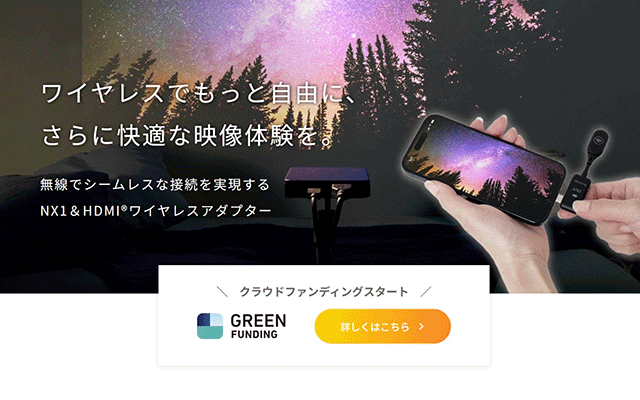 ワイヤレスでもっと自由に、
さらに快適な映像体験を。
無線でシームレスな接続を実現する
NX1＆HDMI®ワイヤレスアダプター
＼ クラウドファンディングスタート ／
GREEN
FUNDING
詳しくはこちら